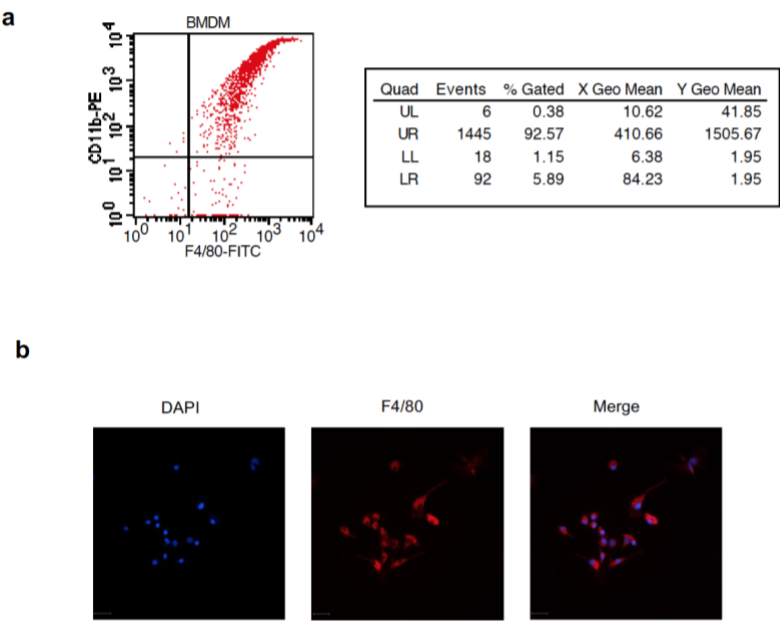 a
BMDM
CD11b-PE
10^4
10^3
10^2
10^1
10^0
10^0 10^1 10^2 10^3 10^4
F4/80-FITC
Quad Events % Gated X Geo Mean Y Geo Mean
UL 6 0.38 10.62 41.85
UR 1445 92.57 410.66 1505.67
LL 18 1.15 6.38 1.95
LR 92 5.89 84.23 1.95
b
DAPI F4/80 Merge